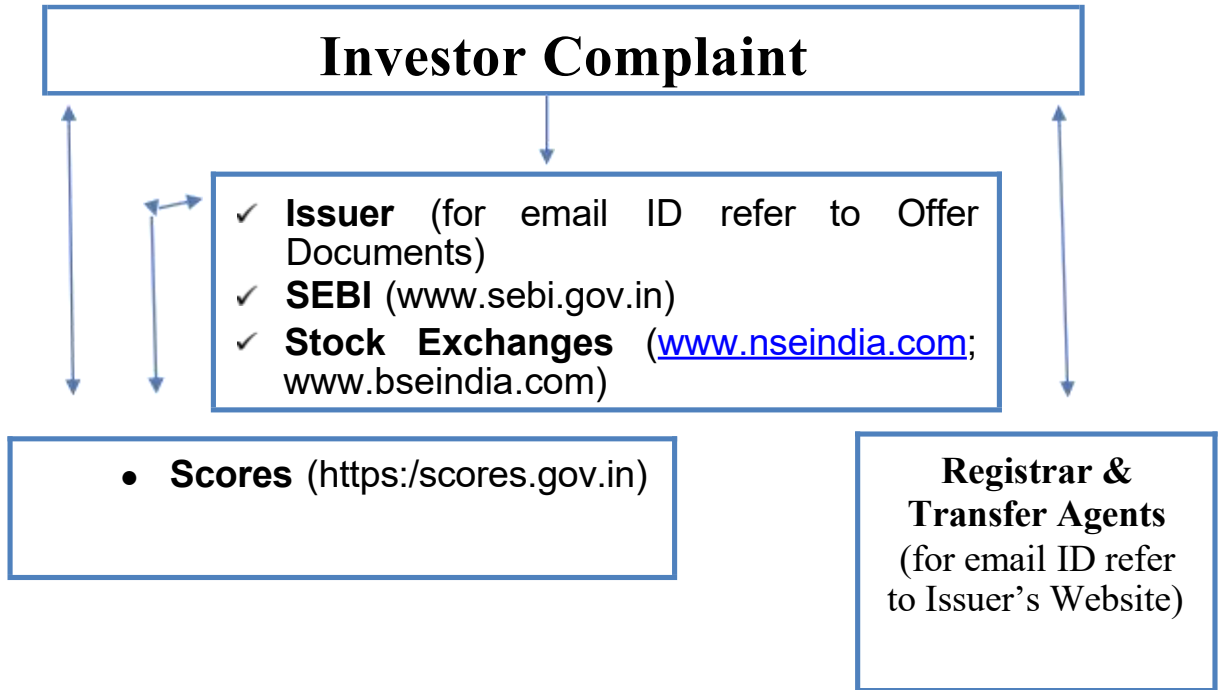 Investor Complaint
✓ Issuer (for email ID refer to Offer
Documents)
✓ SEBI (www.sebi.gov.in)
✓ Stock Exchanges (www.nseindia.com;
www.bseindia.com)
• Scores (https:/scores.gov.in)
Registrar &
Transfer Agents
(for email ID refer
to Issuer’s Website)